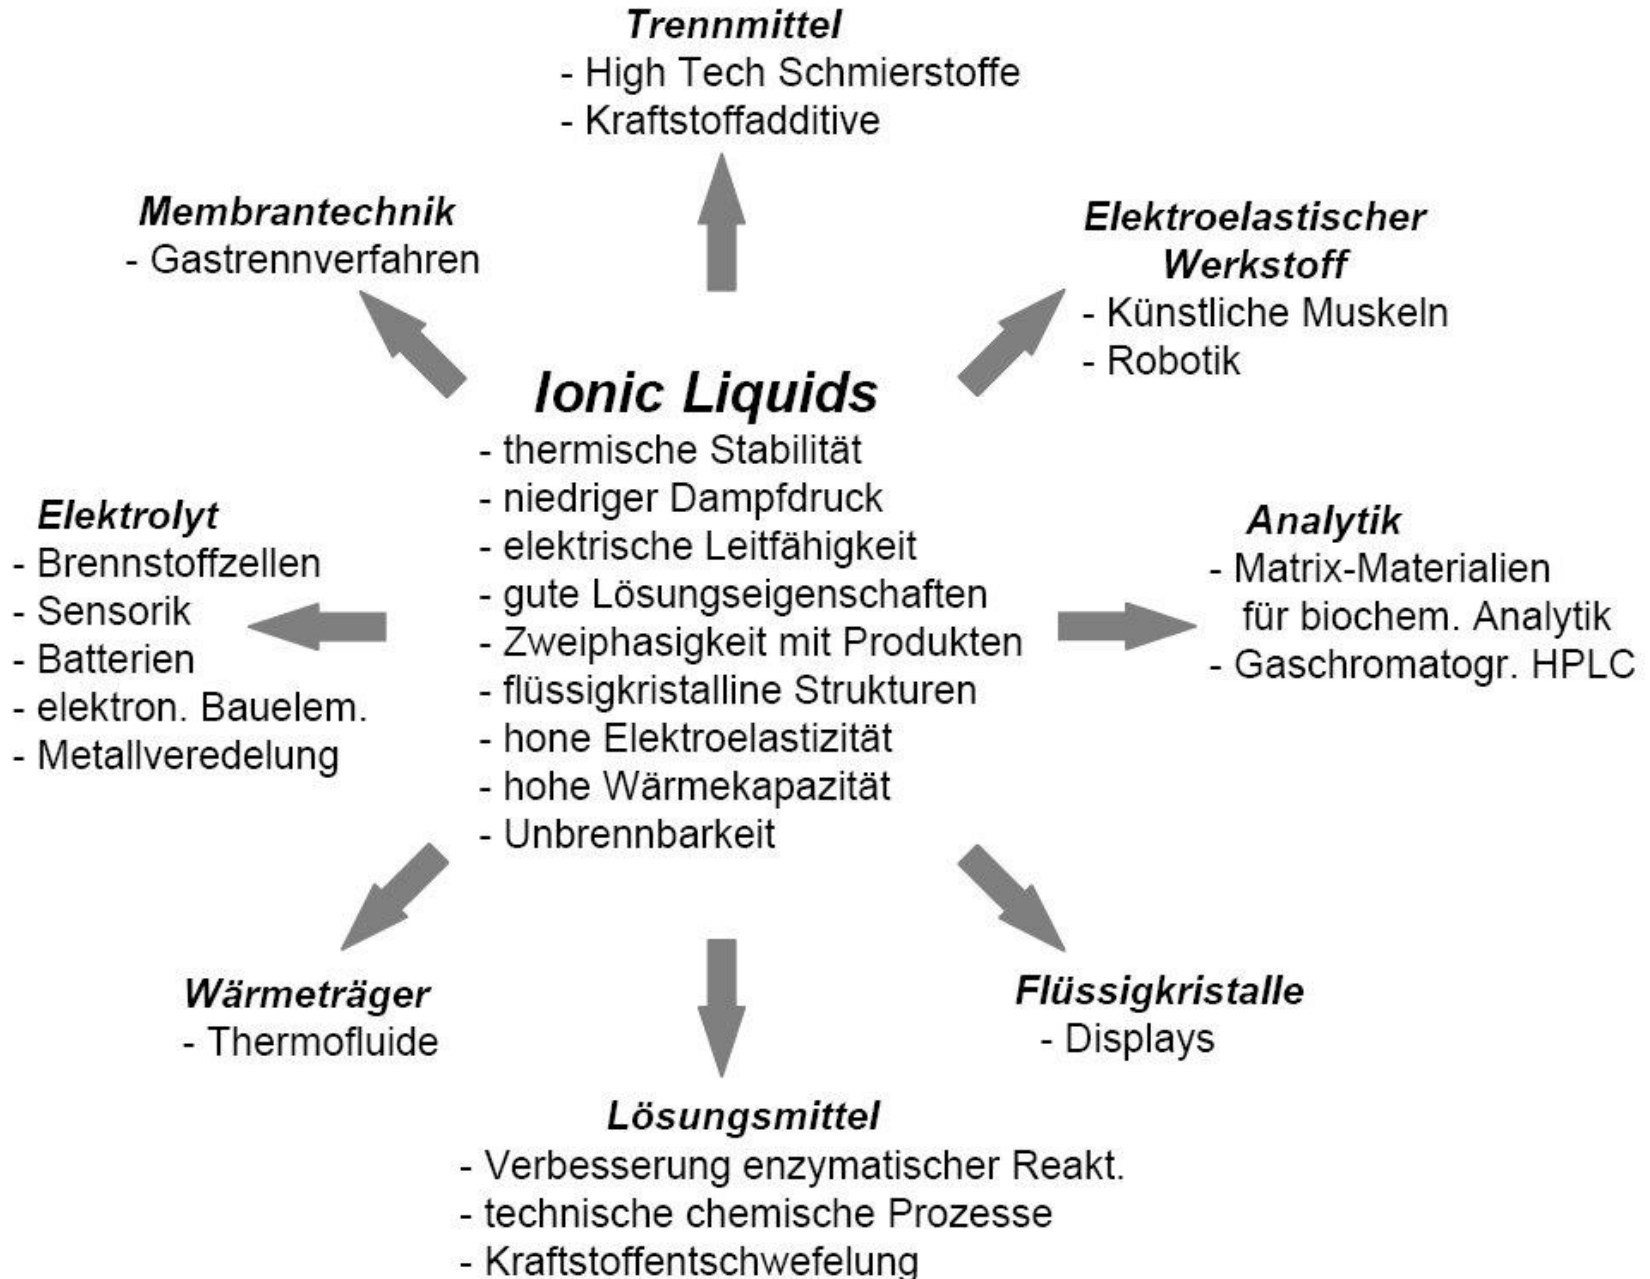 Trennmittel
- High Tech Schmierstoffe
- Kraftstoffadditive
Membrantechnik
- Gastrennverfahren
Elektroelastischer
Werkstoff
- Künstliche Muskeln
- Robotik
Ionic Liquids
- thermische Stabilität
- niedriger Dampfdruck
- elektrische Leitfähigkeit
- gute Lösungseigenschaften
- Zweiphasigkeit mit Produkten
- flüssigkristalline Strukturen
- hone Elektroelastizität
- hohe Wärmekapazität
- Unbrennbarkeit
Elektrolyt
- Brennstoffzellen
- Sensorik
- Batterien
- elektron. Bauelem.
- Metallveredelung
Analytik
- Matrix-Materialien
für biochem. Analytik
- Gaschromatogr. HPLC
Wärmeträger
- Thermofluide
Flüssigkristalle
- Displays
Lösungsmittel
- Verbesserung enzymatischer Reakt.
- technische chemische Prozesse
- Kraftstoffentschwefelung